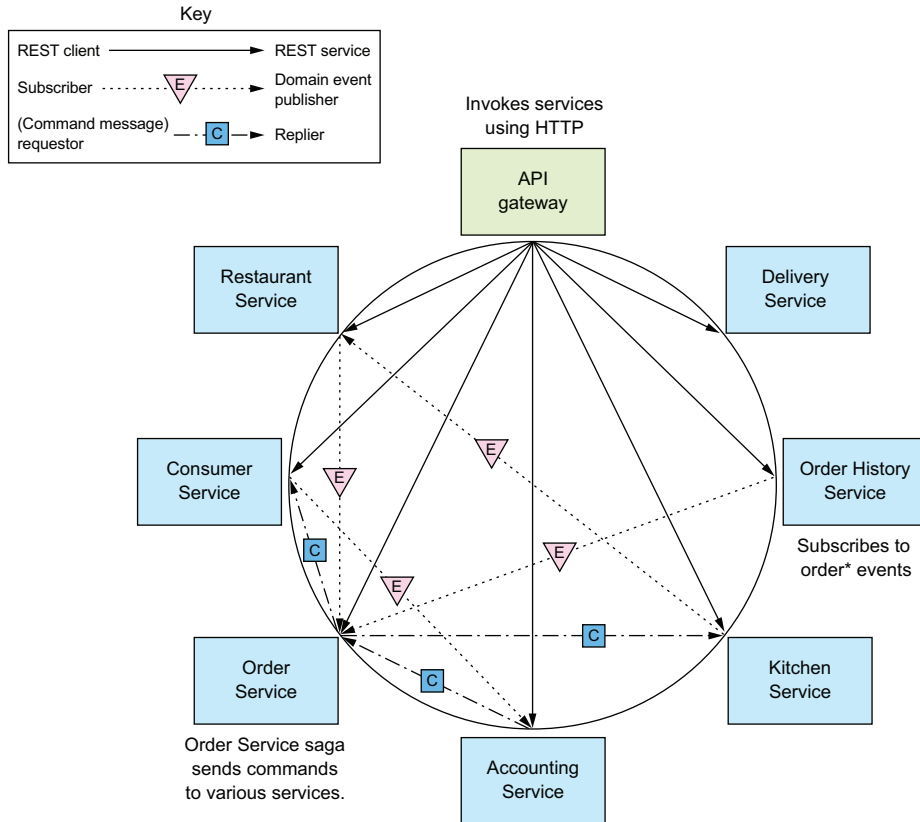 Key
REST client
REST service
Subscriber
E
Domain event
publisher
(Command message)
requestor
C
Replier
Invokes services
using HTTP
API
gateway
Restaurant
Service
Delivery
Service
Consumer
Service
E
E
Order History
Service
C
E
E
Subscribes to
order* events
Order
Service
C
C
Kitchen
Service
Order Service saga
sends commands
to various services.
Accounting
Service